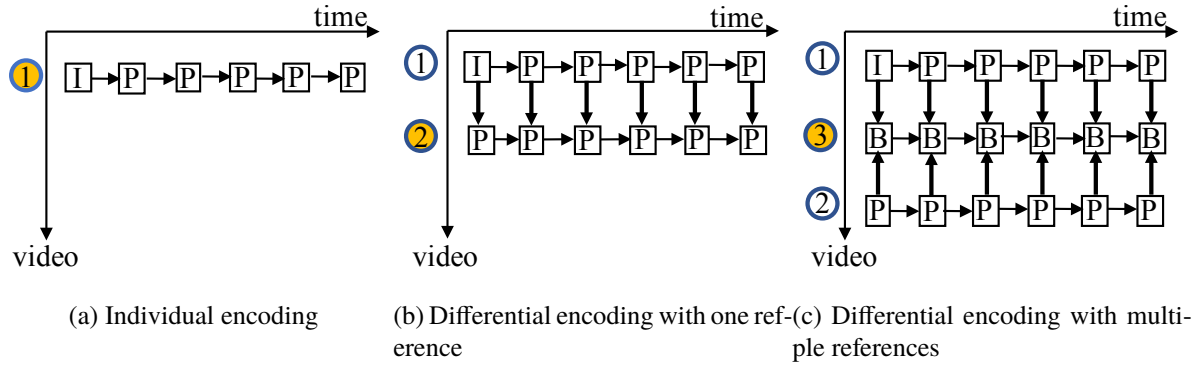 time
1 I P P P P P
video
(a) Individual encoding
time
1 I P P P P P
2 P P P P P P
video
(b) Differential encoding with one ref-
erence
time
1 I P P P P P
3 B B B B B B
2 P P P P P P
video
(c) Differential encoding with multi-
ple references